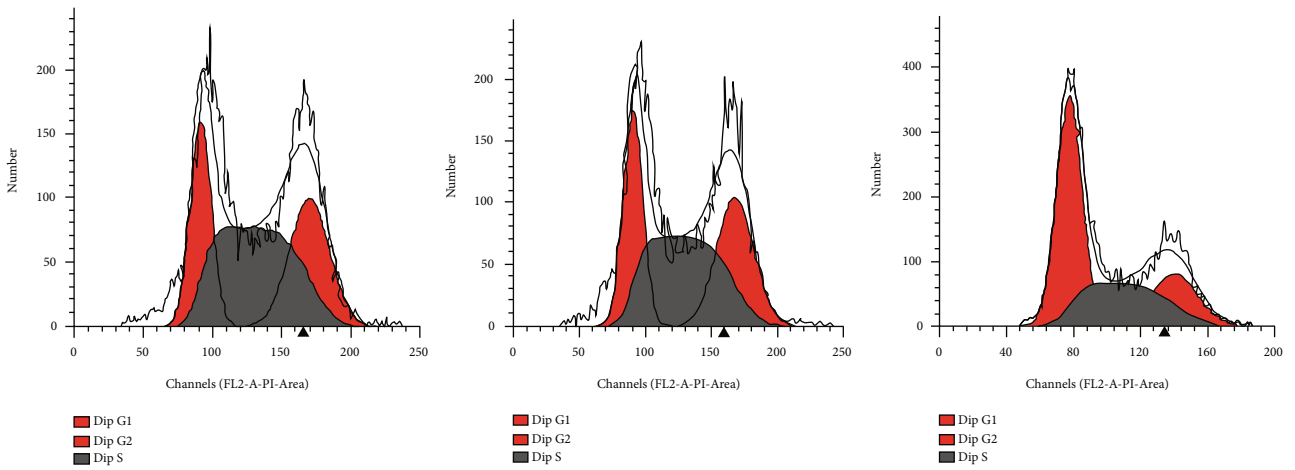 200
150
100
50
0
Number
0 50 100 150 200 250
Channels (FL2-A-PI-Area)
Dip G1
Dip G2
Dip S
200
150
100
50
0
Number
0 50 100 150 200 250
Channels (FL2-A-PI-Area)
Dip G1
Dip G2
Dip S
400
300
200
100
0
Number
0 40 80 120 160 200
Channels (FL2-A-PI-Area)
Dip G1
Dip G2
Dip S